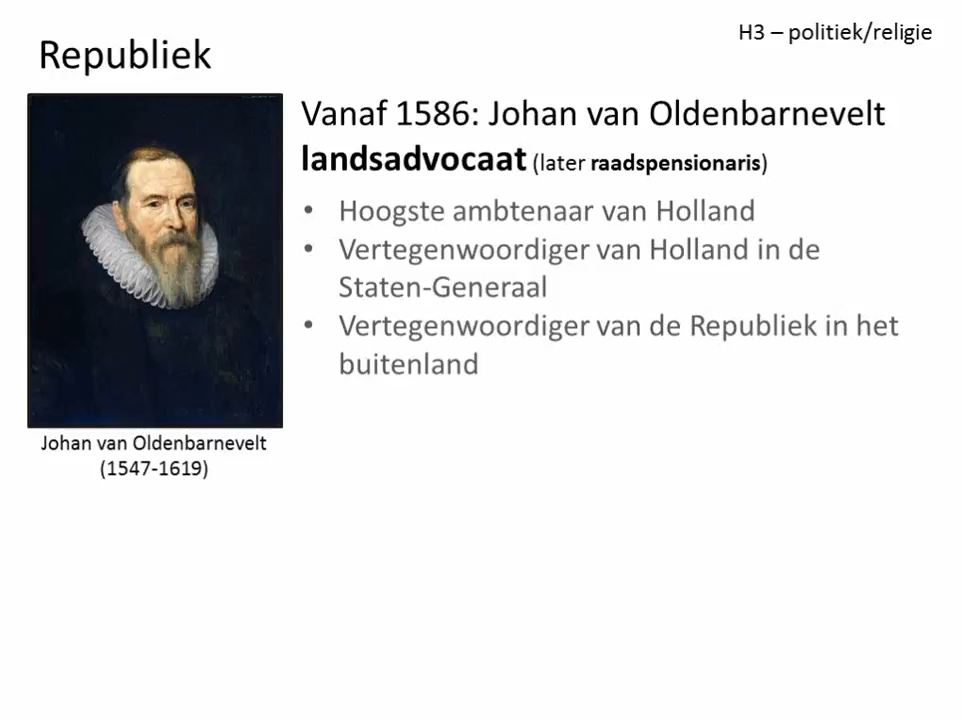 H3 – politiek/religie
Republiek
Vanaf 1586: Johan van Oldenbarnevelt
landsadvocaat (later raadspensionaris)
• Hoogste ambtenaar van Holland
• Vertegenwoordiger van Holland in de
Staten-Generaal
• Vertegenwoordiger van de Republiek in het
buitenland
Johan van Oldenbarnevelt
(1547-1619)